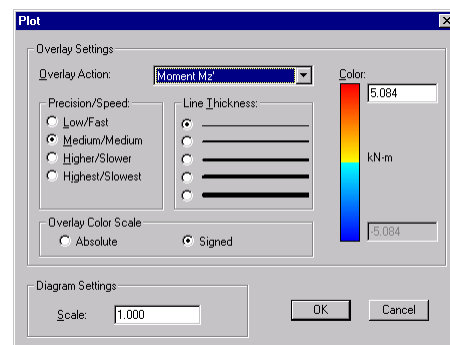 Plot
Overlay Settings
Overlay Action:
Moment Mz'
Color:
5.084
kN·m
-5.084
Precision/Speed:
Low/Fast
Medium/Medium
Higher/Slower
Highest/Slowest
Line Thickness:
Overlay Color Scale
Absolute
Signed
Diagram Settings
Scale:
1.000
OK
Cancel